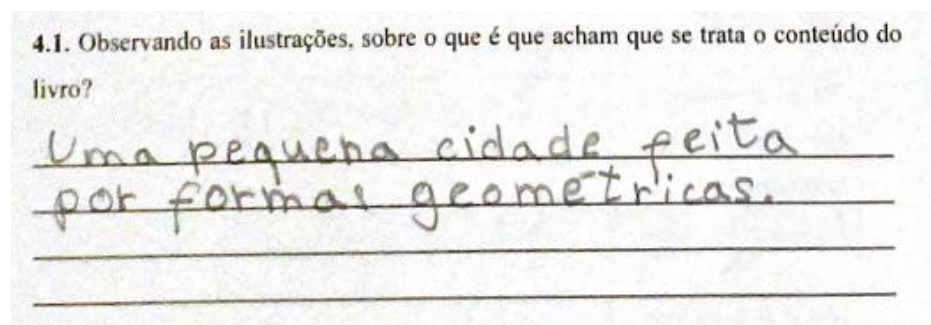 4.1. Observando as ilustrações, sobre o que é que acham que se trata o conteúdo do
livro?
Uma pequena cidade feita
por formas geométricas.